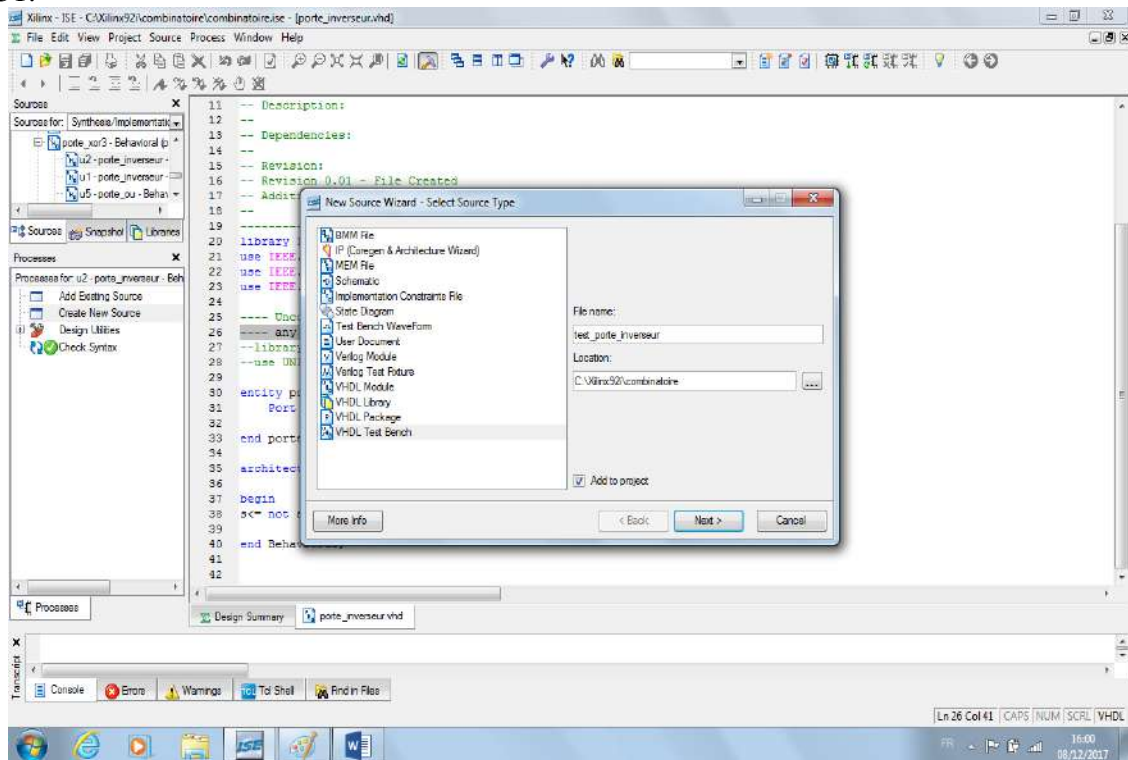 Xilinx - ISE - C:\Xilinx92i\combinatoire\combinatoire.ise - [porte_inverseur.vhd]
File Edit View Project Source Process Window Help
Sources
Sources for: Synthesis/Implementatic
porte_xor3 - Behavioral (p
u2 - porte_inverseur -
u1 - porte_inverseur -
u5 - porte_ou - Behav
Sources Snapshot Libraries
Processes
Processes for: u2 - porte_inverseur - Beh
Add Existing Source
Create New Source
Design Utilities
Check Syntax
Processes
11 -- Description:
12 --
13 -- Dependencies:
14 --
15 -- Revision:
16 -- Revision 0.01 - File Created
17 -- Addit
18 --
19 ----------
20 library
21 use IEEE
22 use IEEE
23 use IEEE
24
25 ---- Unc
26 ---- any
27 --library
28 --use UN
29
30 entity p
31 Port
32
33 end port
34
35 architec
36
37 begin
38 s<= not
39
40 end Behav
41
42
New Source Wizard - Select Source Type
BMM File
IP (Coregen & Architecture Wizard)
MEM File
Schematic
Implementation Constraints File
State Diagram
Test Bench WaveForm
User Document
Verilog Module
Verilog Test Fixture
VHDL Module
VHDL Library
VHDL Package
VHDL Test Bench
File name:
test_porte_inverseur
Location:
C:\Xilinx92i\combinatoire
...
Add to project
More Info
< Back
Next >
Cancel
Design Summary porte_inverseur.vhd
Transcript
Console Errors Warnings Tcl Shell Find in Files
Ln 26 Col 41 CAPS NUM SCRL VHDL
ISE
FR
16:00
08/12/2017